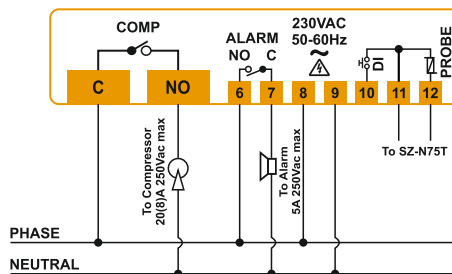 COMP
ALARM
NO C
230VAC
50-60Hz
DI
PROBE
C
NO
6
7
8
9
10
11
12
To Compressor
20(8)A 250Vac max
To Alarm
5A 250Vac max
To SZ-N75T
PHASE
NEUTRAL